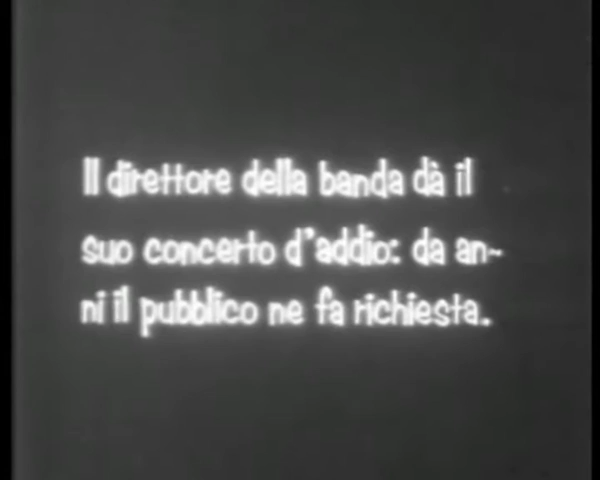 Il direttore della banda dà il
suo concerto d'addio: da an-
ni il pubblico ne fa richiesta.